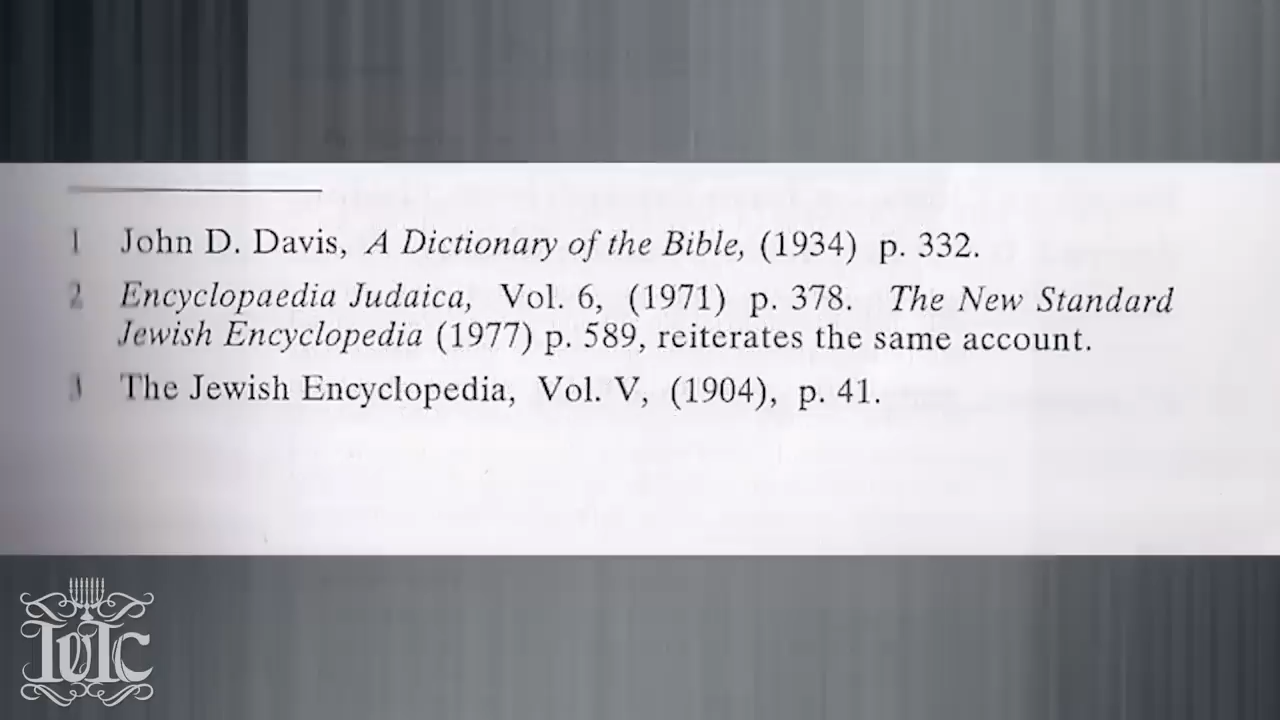 1 John D. Davis, A Dictionary of the Bible, (1934) p. 332.
2 Encyclopaedia Judaica, Vol. 6, (1971) p. 378. The New Standard
Jewish Encyclopedia (1977) p. 589, reiterates the same account.
3 The Jewish Encyclopedia, Vol. V, (1904), p. 41.
IUIC